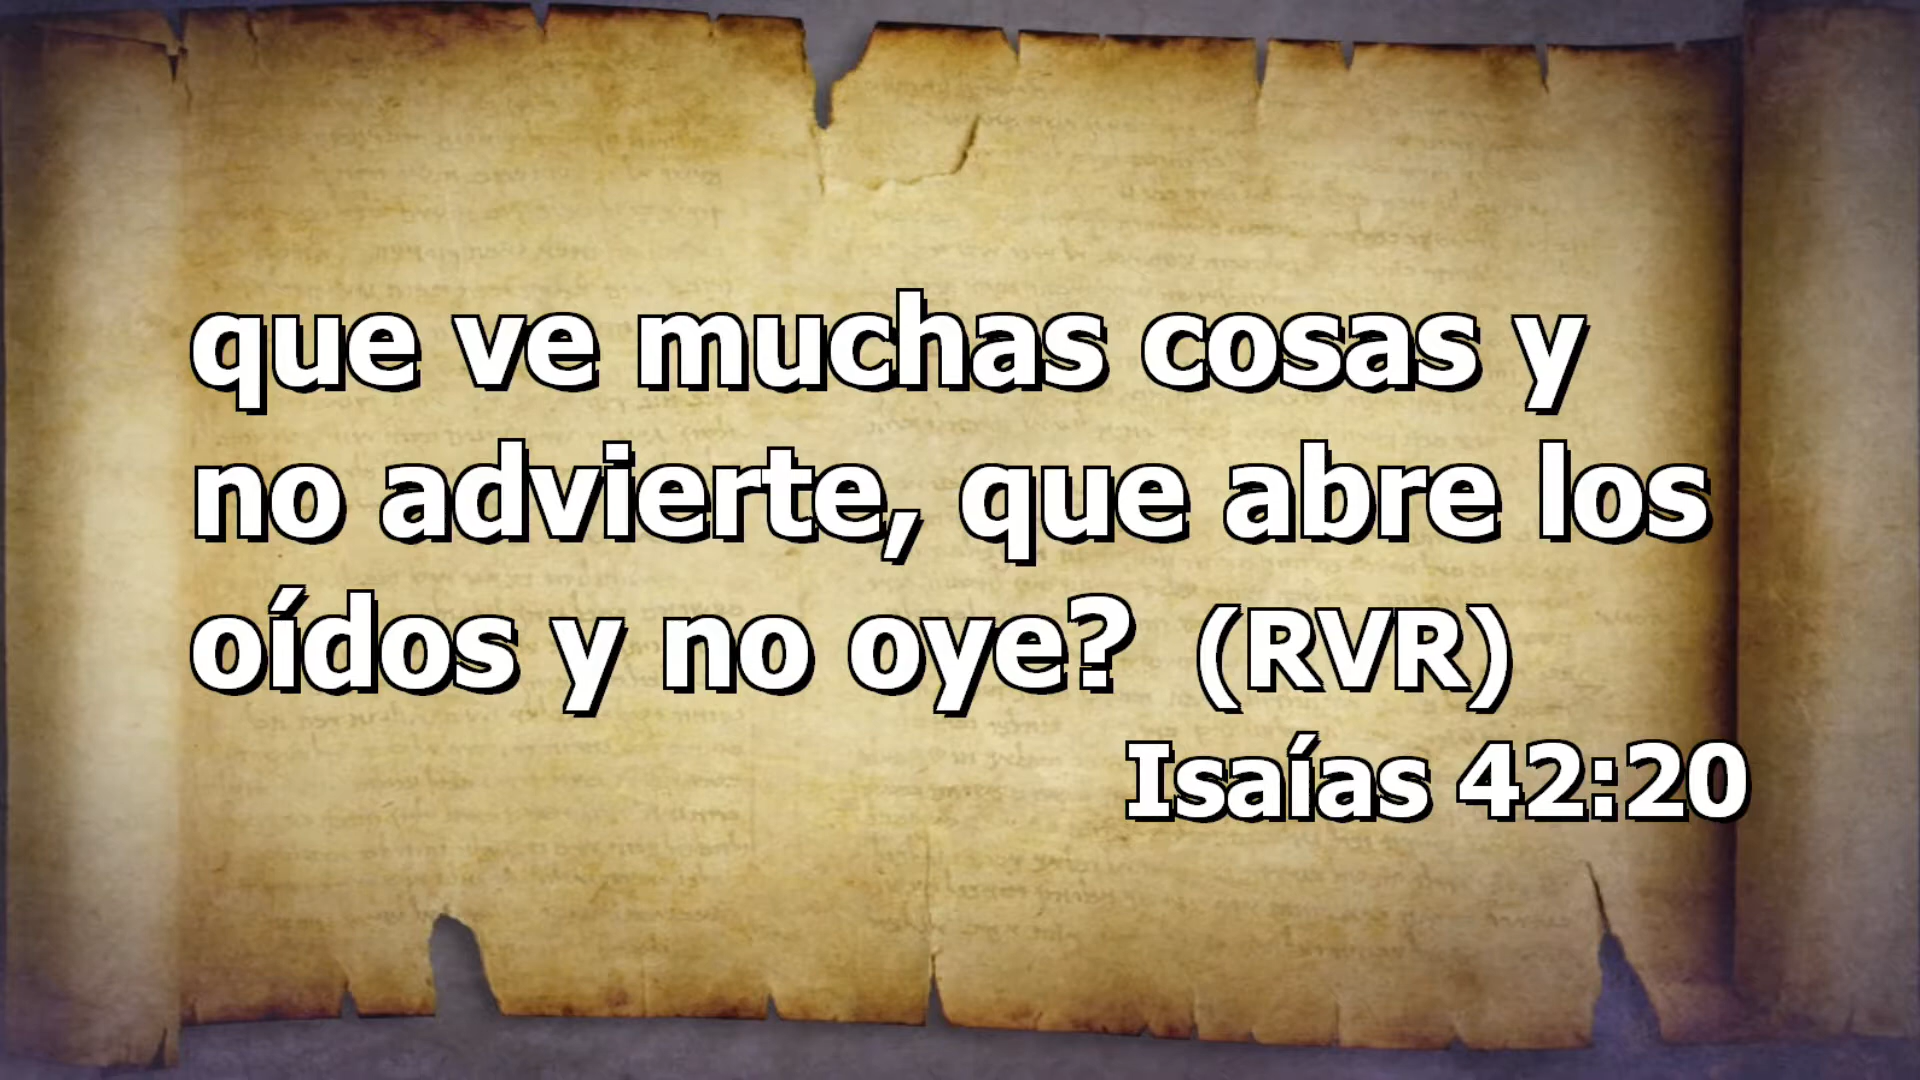 que ve muchas cosas y
no advierte, que abre los
oídos y no oye? (RVR)
Isaías 42:20